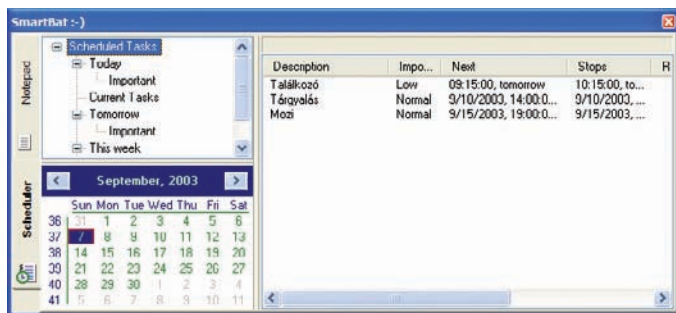 SmartBat :-)
Notepad
Scheduler
Scheduled Tasks
Today
Important
Current Tasks
Tomorrow
Important
This week
September, 2003
Sun Mon Tue Wed Thu Fri Sat
36 31 1 2 3 4 5 6
37 7 8 9 10 11 12 13
38 14 15 16 17 18 19 20
39 21 22 23 24 25 26 27
40 28 29 30 1 2 3 4
41 5 6 7 8 9 10 11
Description Impo... Next Stops R
Találkozó Low 09:15:00, tomorrow 10:15:00, to...
Tárgyalás Normal 9/10/2003, 14:00:0... 9/10/2003, ...
Mozi Normal 9/15/2003, 19:00:0... 9/15/2003, ...